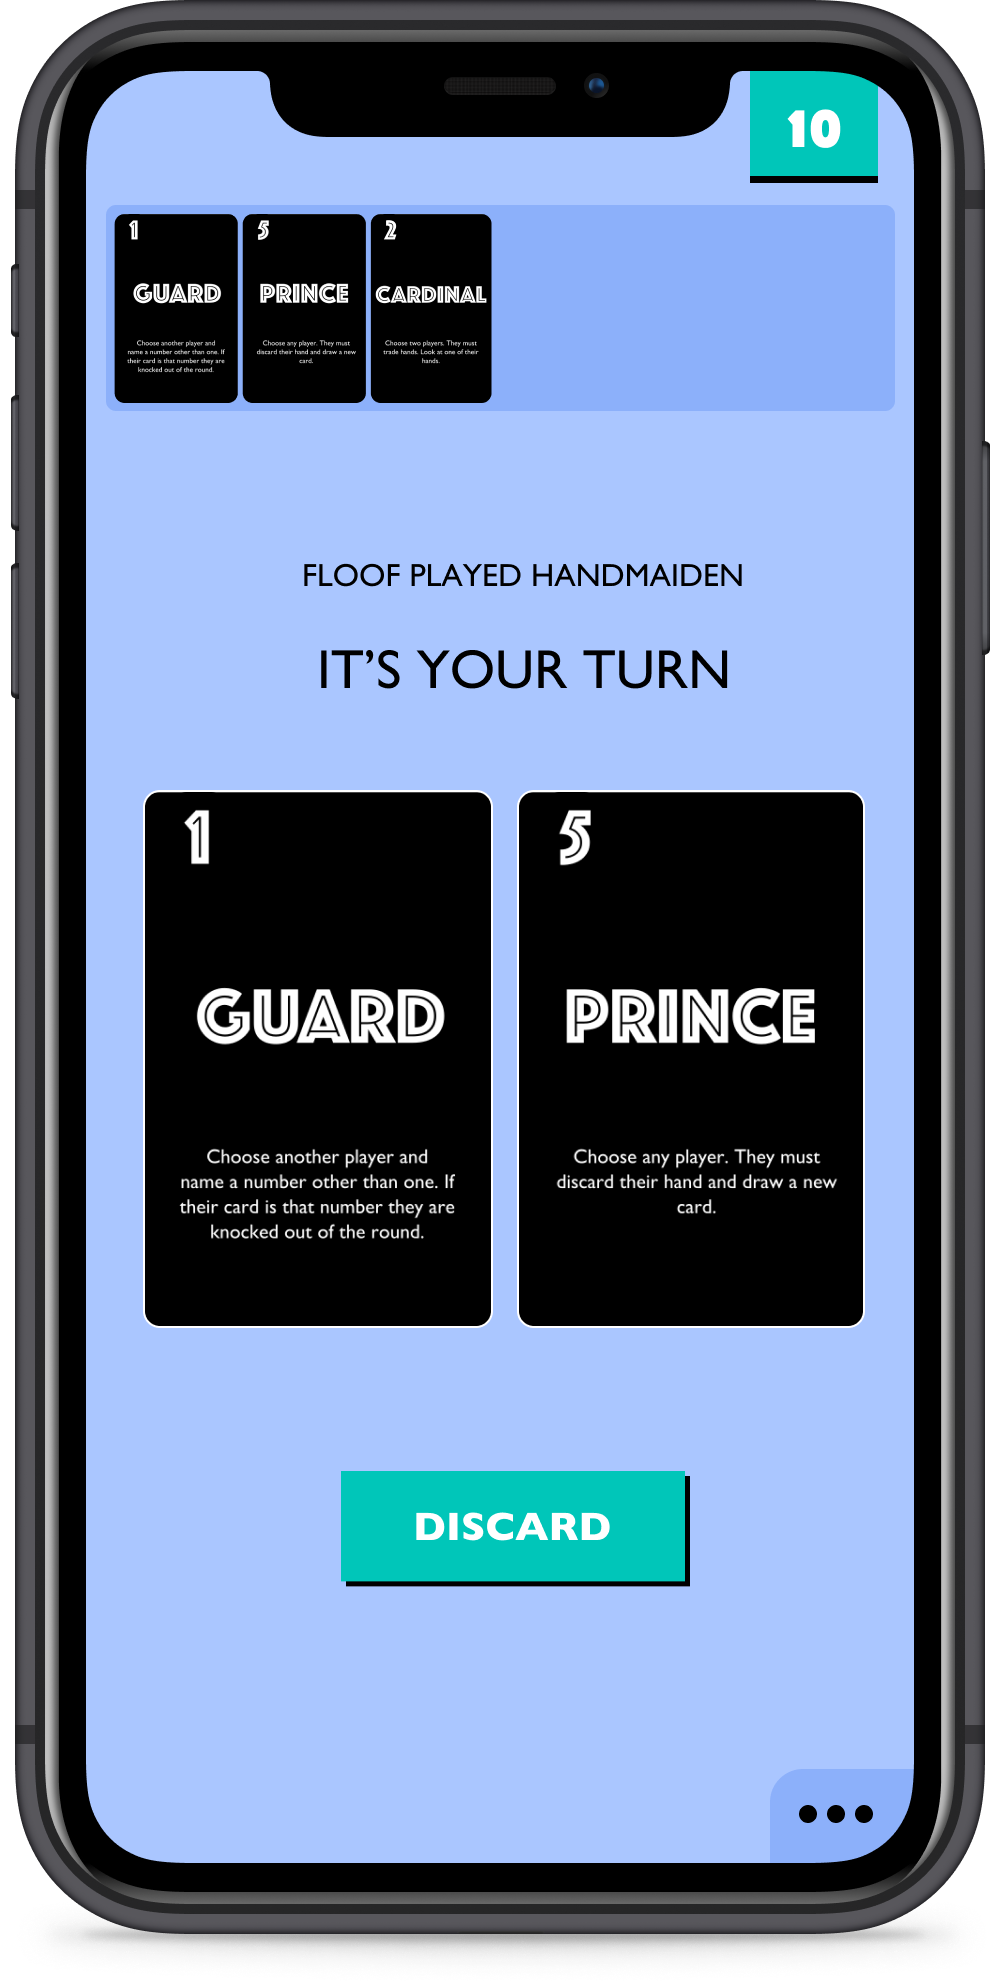 10
1
GUARD
Choose another player and
name a number other than one. If
their card is that number they are
knocked out of the round.
5
PRINCE
Choose any player. They must
discard their hand and draw a new
card.
2
CARDINAL
Choose two players. They must
trade hands. Look at one of their
hands.
FLOOF PLAYED HANDMAIDEN
IT’S YOUR TURN
1
GUARD
Choose another player and
name a number other than one. If
their card is that number they are
knocked out of the round.
5
PRINCE
Choose any player. They must
discard their hand and draw a new
card.
DISCARD